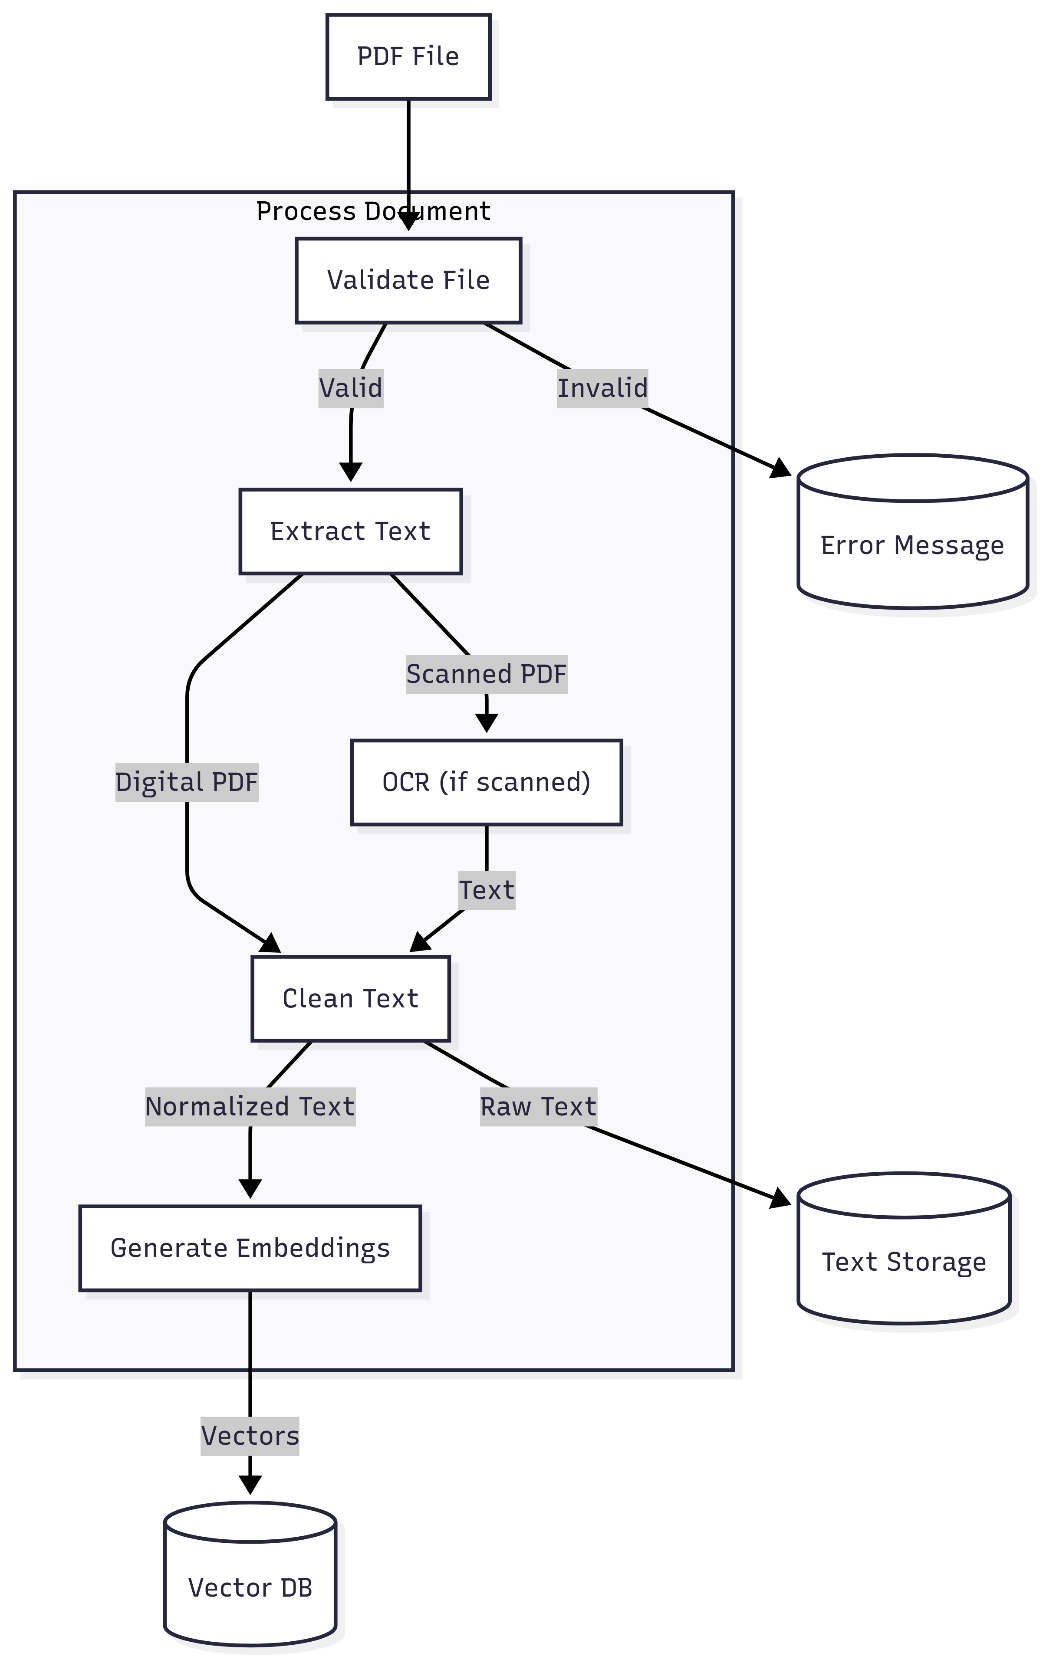 PDF File
Process Document
Validate File
Valid
Invalid
Extract Text
Error Message
Scanned PDF
Digital PDF
OCR (if scanned)
Text
Clean Text
Normalized Text
Raw Text
Generate Embeddings
Text Storage
Vectors
Vector DB